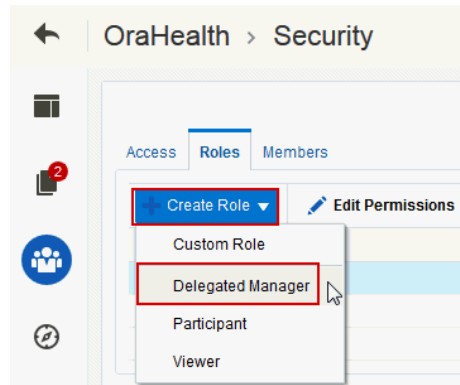 OraHealth > Security
2
Access Roles Members
Create Role Edit Permissions
Custom Role
Delegated Manager
Participant
Viewer